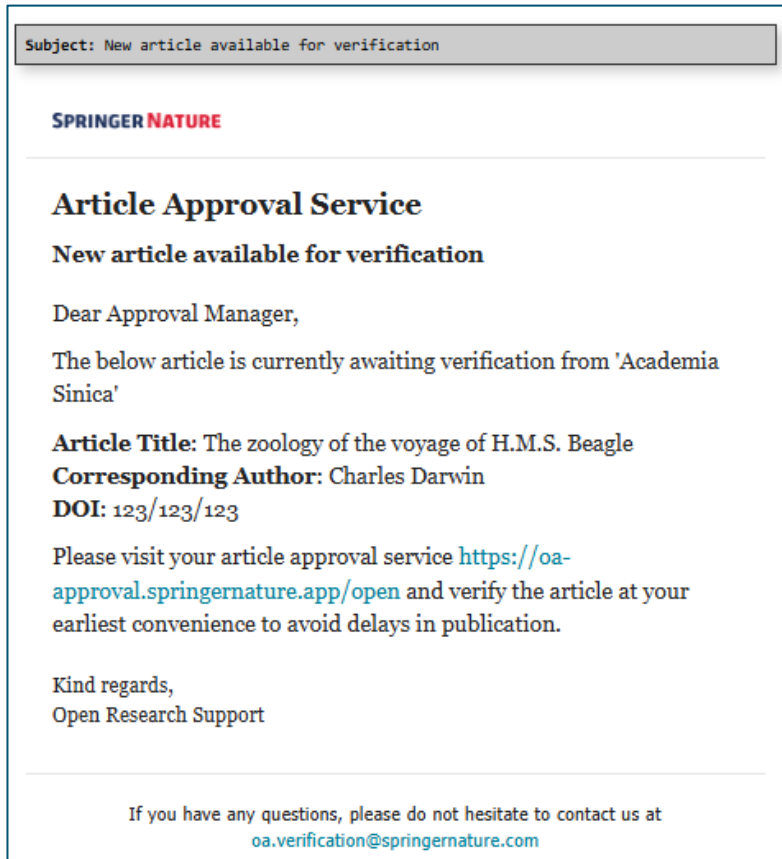 Subject: New article available for verification
SPRINGER NATURE
Article Approval Service
New article available for verification
Dear Approval Manager,
The below article is currently awaiting verification from 'Academia
Sinica'
Article Title: The zoology of the voyage of H.M.S. Beagle
Corresponding Author: Charles Darwin
DOI: 123/123/123
Please visit your article approval service https://oa-
approval.springernature.app/open and verify the article at your
earliest convenience to avoid delays in publication.
Kind regards,
Open Research Support
If you have any questions, please do not hesitate to contact us at
oa.verification@springernature.com